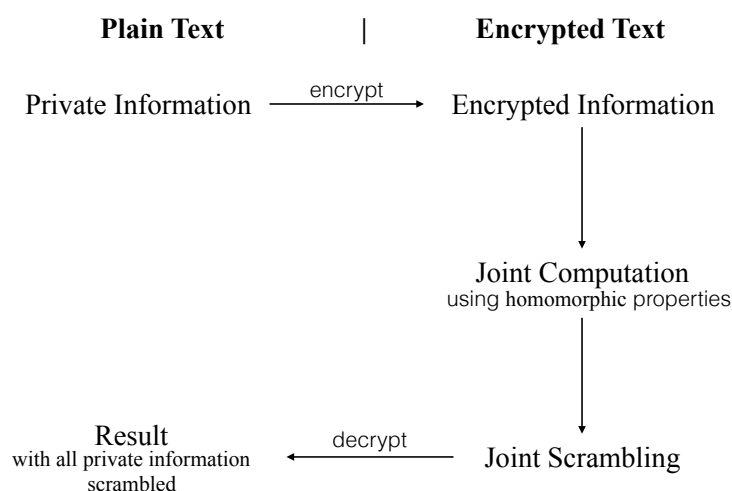 Plain Text | Encrypted Text
encrypt
Private Information Encrypted Information
Joint Computation
using homomorphic properties
Result decrypt Joint Scrambling
with all private information
scrambled